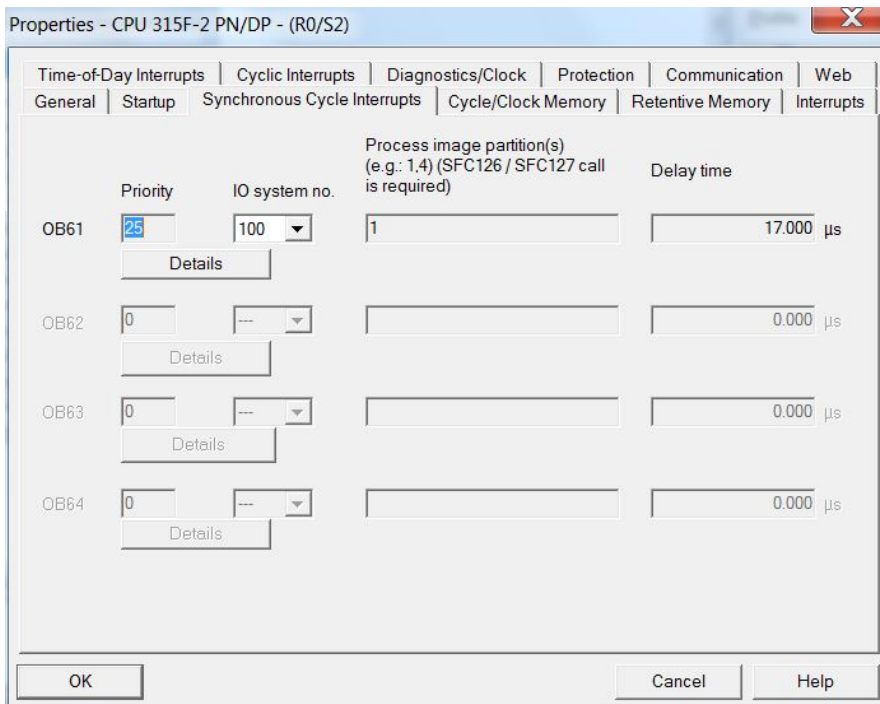 Properties - CPU 315F-2 PN/DP - (R0/S2)
Time-of-Day Interrupts Cyclic Interrupts Diagnostics/Clock Protection Communication Web
General Startup Synchronous Cycle Interrupts Cycle/Clock Memory Retentive Memory Interrupts
Process image partition(s)
(e.g.: 1,4) (SFC126 / SFC127 call
is required)
Priority IO system no. Delay time
OB61 25 100 1 17.000 µs
Details
OB62 0 --- 0.000 µs
Details
OB63 0 --- 0.000 µs
Details
OB64 0 --- 0.000 µs
Details
OK Cancel Help